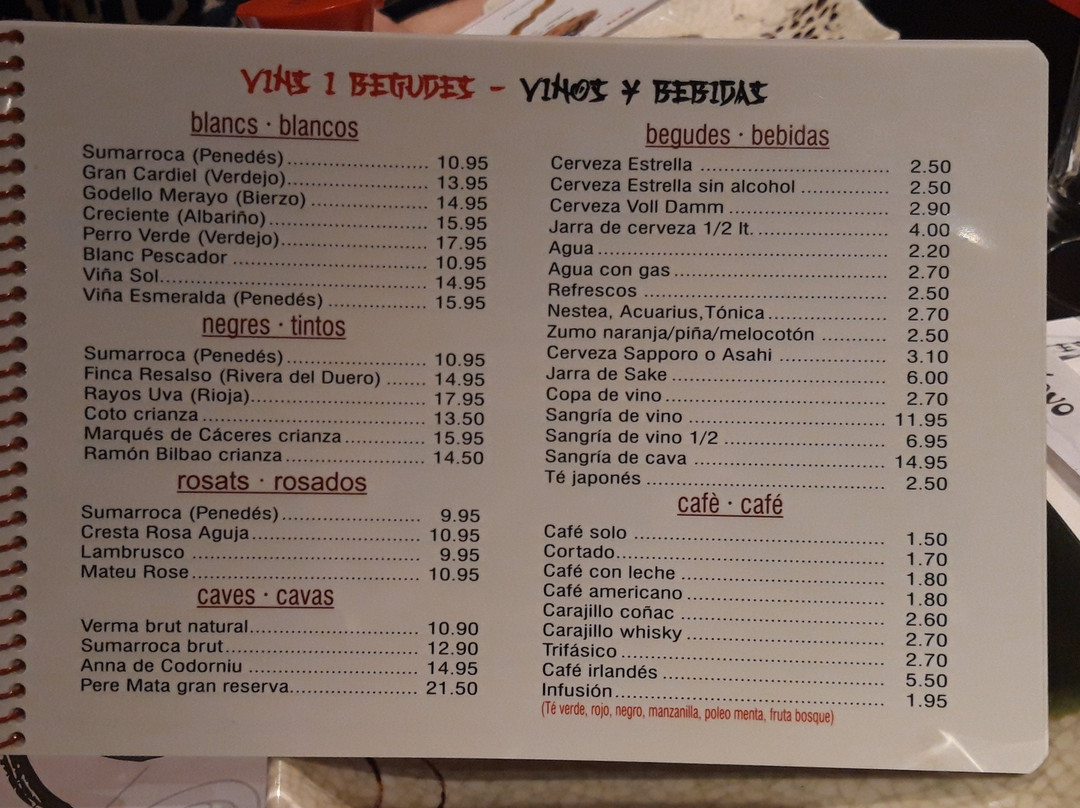 VINS I BEGUDES - VINOS Y BEBIDAS
blancs · blancos
Sumarroca (Penedés) 10.95
Gran Cardiel (Verdejo) 13.95
Godello Merayo (Bierzo) 14.95
Creciente (Albariño) 15.95
Perro Verde (Verdejo) 17.95
Blanc Pescador 10.95
Viña Sol 14.95
Viña Esmeralda (Penedés) 15.95
negres · tintos
Sumarroca (Penedés) 10.95
Finca Resalso (Rivera del Duero) 14.95
Rayos Uva (Rioja) 17.95
Coto crianza 13.50
Marqués de Cáceres crianza 15.95
Ramón Bilbao crianza 14.50
rosats · rosados
Sumarroca (Penedés) 9.95
Cresta Rosa Aguja 10.95
Lambrusco 9.95
Mateu Rose 10.95
caves · cavas
Verma brut natural 10.90
Sumarroca brut 12.90
Anna de Codorniu 14.95
Pere Mata gran reserva 21.50
begudes · bebidas
Cerveza Estrella 2.50
Cerveza Estrella sin alcohol 2.50
Cerveza Voll Damm 2.90
Jarra de cerveza 1/2 lt. 4.00
Agua 2.20
Agua con gas 2.70
Refrescos 2.50
Nestea, Acuarius,Tónica 2.70
Zumo naranja/piña/melocotón 2.50
Cerveza Sapporo o Asahi 3.10
Jarra de Sake 6.00
Copa de vino 2.70
Sangría de vino 11.95
Sangría de vino 1/2 6.95
Sangría de cava 14.95
Té japonés 2.50
cafè · café
Café solo 1.50
Cortado 1.70
Café con leche 1.80
Café americano 1.80
Carajillo coñac 2.60
Carajillo whisky 2.70
Trifásico 2.70
Café irlandés 5.50
Infusión 1.95
(Té verde, rojo, negro, manzanilla, poleo menta, fruta bosque)